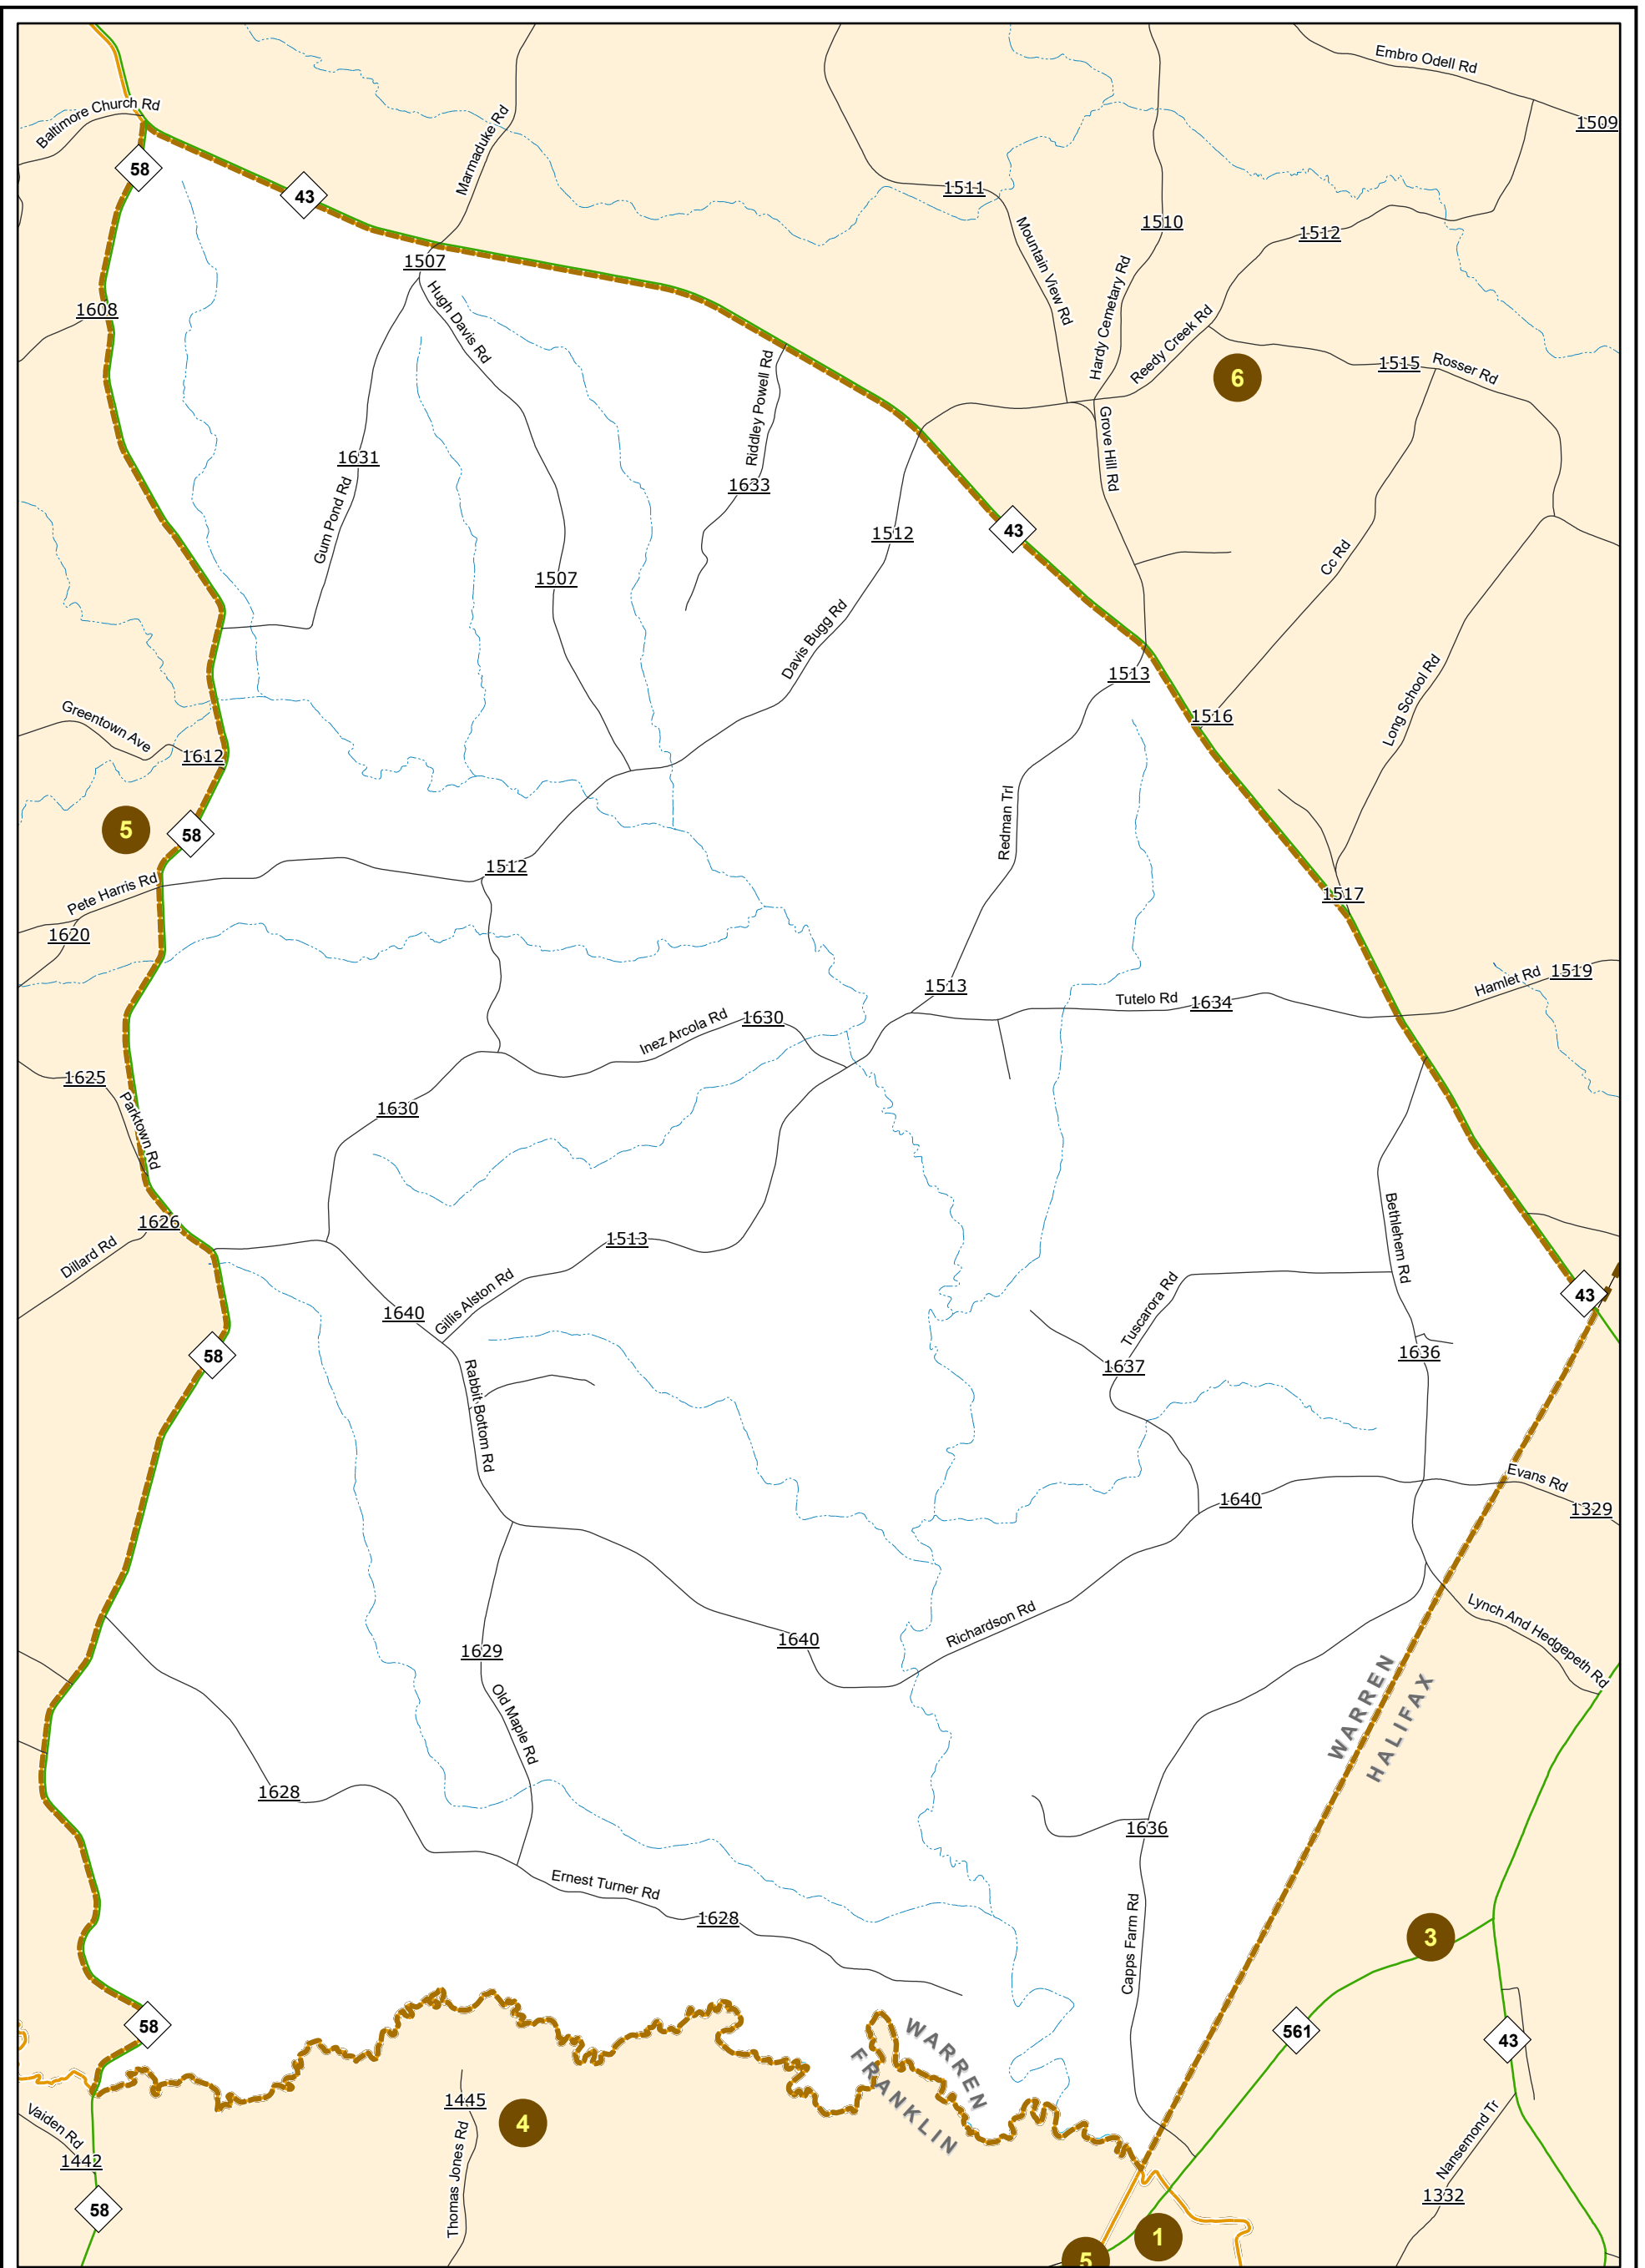 Embro Odell Rd
Baltimore Church Rd
1509
Marmaduke Rd
58
43
1511
1510
1512
Mountain View Rd
1507
Hugh Davis Rd
Hardy Cemetary Rd
1608
Reedy Creek Rd
1515
Rosser Rd
6
Riddley Powell Rd
Grove Hill Rd
1631
1633
Gum Pond Rd
1512
43
Cc Rd
1507
Davis Bugg Rd
1513
Long School Rd
1516
Greentown Ave
1612
5
58
Redman Trl
1512
Pete Harris Rd
1517
1620
Hamlet Rd
1519
1513
Tutelo Rd
1634
Inez Arcola Rd
1630
1625
Parktown Rd
1630
1626
Dillard Rd
1513
Bethlehem Rd
43
1640
Gillis Alston Rd
Tuscarora Rd
58
1637
1636
Rabbit Bottom Rd
Evans Rd
1640
1329
Richardson Rd
1640
Lynch And Hedgepeth Rd
1629
WARREN
HALIFAX
Old Maple Rd
1628
1636
Ernest Turner Rd
1628
Capps Farm Rd
3
58
561
43
WARREN
FRANKLIN
1445
4
Vaiden Rd
1442
Thomas Jones Rd
Nansemond Tr
1332
58
1
5